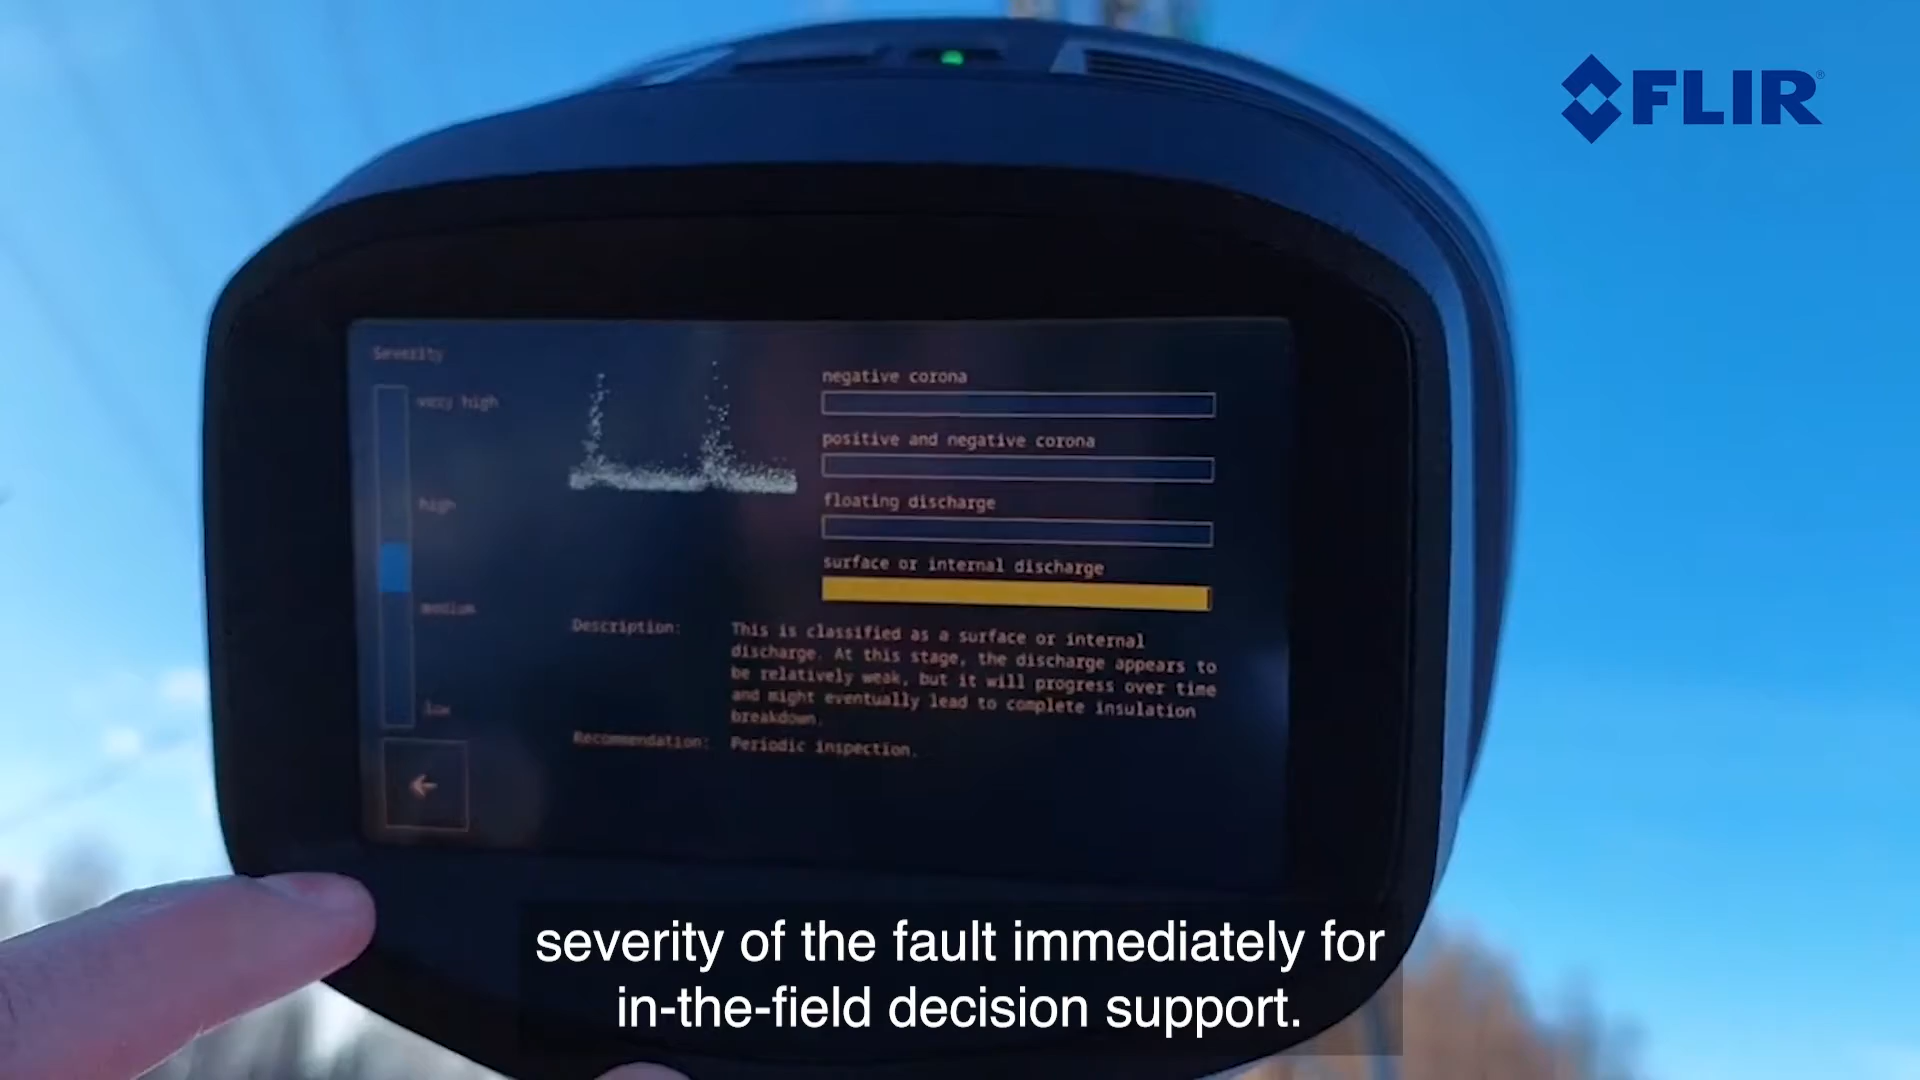 FLIR
Severity
very high
high
medium
low
negative corona
positive and negative corona
floating discharge
surface or internal discharge
Description:
This is classified as a surface or internal
discharge. At this stage, the discharge appears to
be relatively weak, but it will progress over time
and might eventually lead to complete insulation
breakdown.
Recommendation: Periodic inspection.
severity of the fault immediately for
in-the-field decision support.